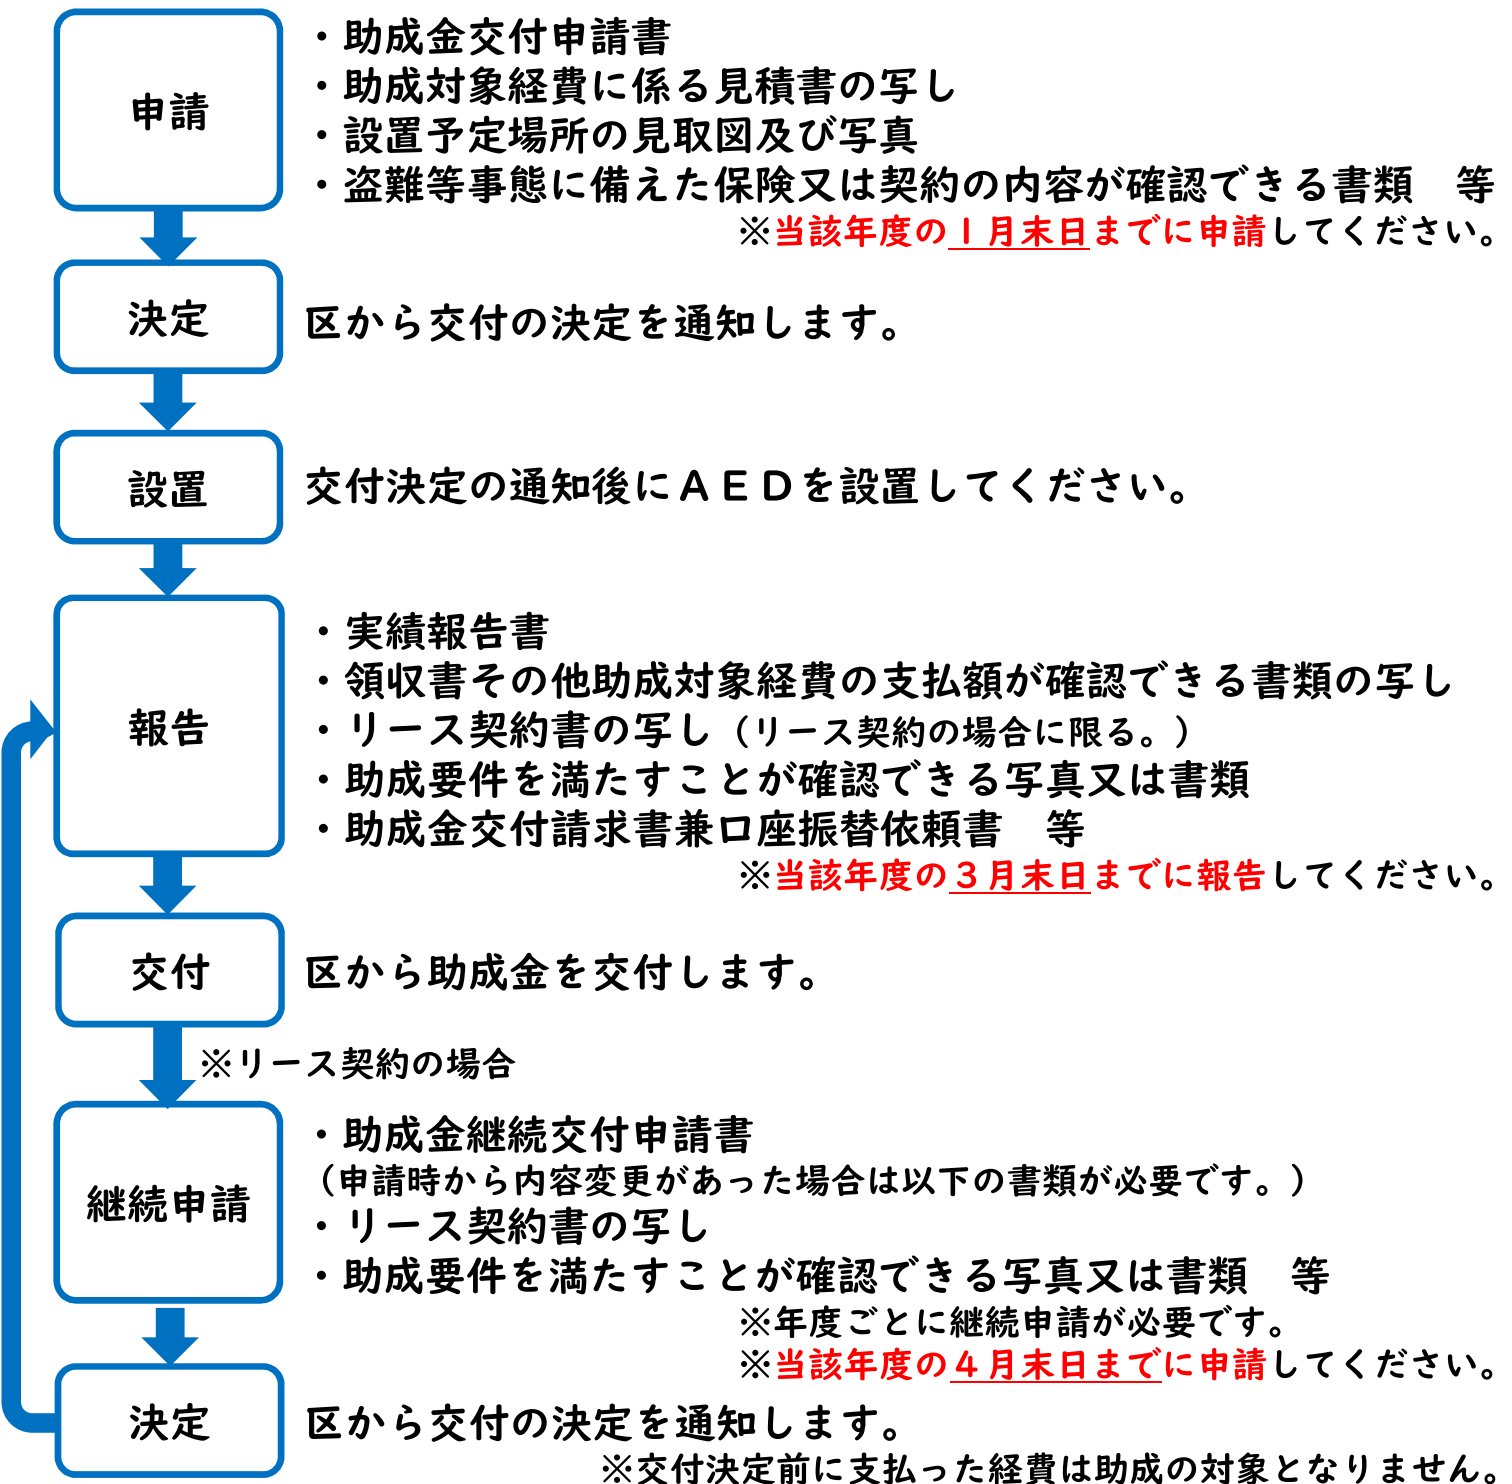 申請
・助成金交付申請書
・助成対象経費に係る見積書の写し
・設置予定場所の見取図及び写真
・盗難等事態に備えた保険又は契約の内容が確認できる書類　等
※当該年度の１月末日までに申請してください。
決定
区から交付の決定を通知します。
設置
交付決定の通知後にＡＥＤを設置してください。
報告
・実績報告書
・領収書その他助成対象経費の支払額が確認できる書類の写し
・リース契約書の写し（リース契約の場合に限る。）
・助成要件を満たすことが確認できる写真又は書類
・助成金交付請求書兼口座振替依頼書　等
※当該年度の３月末日までに報告してください。
交付
区から助成金を交付します。
※リース契約の場合
継続申請
・助成金継続交付申請書
（申請時から内容変更があった場合は以下の書類が必要です。）
・リース契約書の写し
・助成要件を満たすことが確認できる写真又は書類　等
※年度ごとに継続申請が必要です。
※当該年度の４月末日までに申請してください。
決定
区から交付の決定を通知します。
※交付決定前に支払った経費は助成の対象となりません。